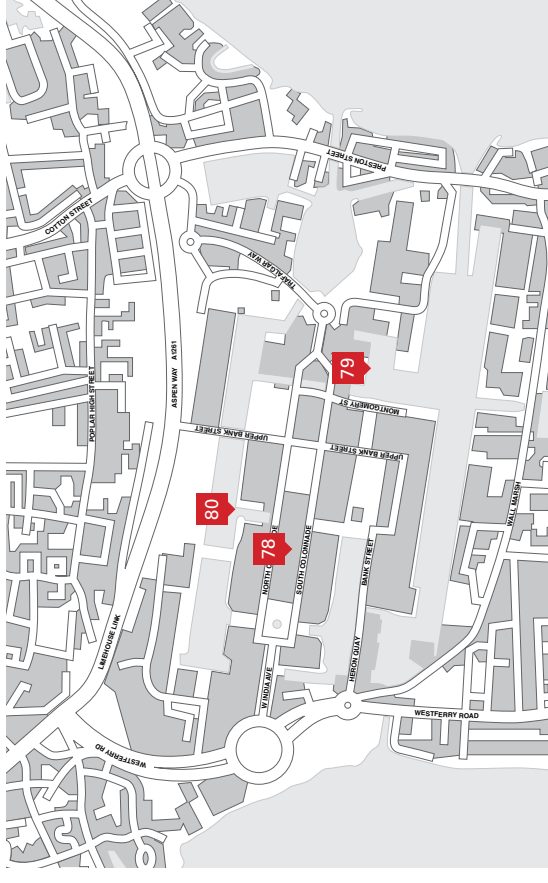 PRESTON STREET
COTTON STREET
TRAFALGAR WAY
ASPEN WAY A1261
POPLAR HIGH STREET
79
MONTGOMERY ST
UPPER BANK STREET
UPPER BANK STREET
80
78
NORTH C
DE
SOUTH COLONNADE
BANK STREET
WALL MARSH
LIMEHOUSE LINK
HERON QUAY
W INDIA AVE
WESTFERRY ROAD
WESTFERRY RD